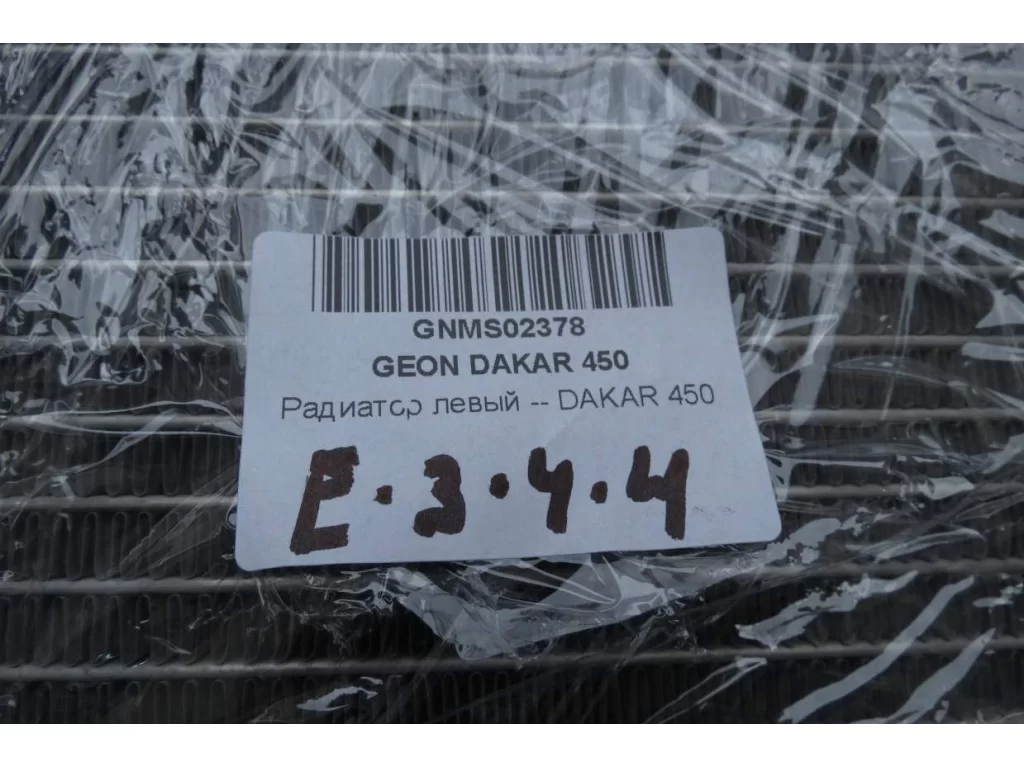 GNMS02378
GEON DAKAR 450
Радиатор левый -- DAKAR 450
E.3.4.4